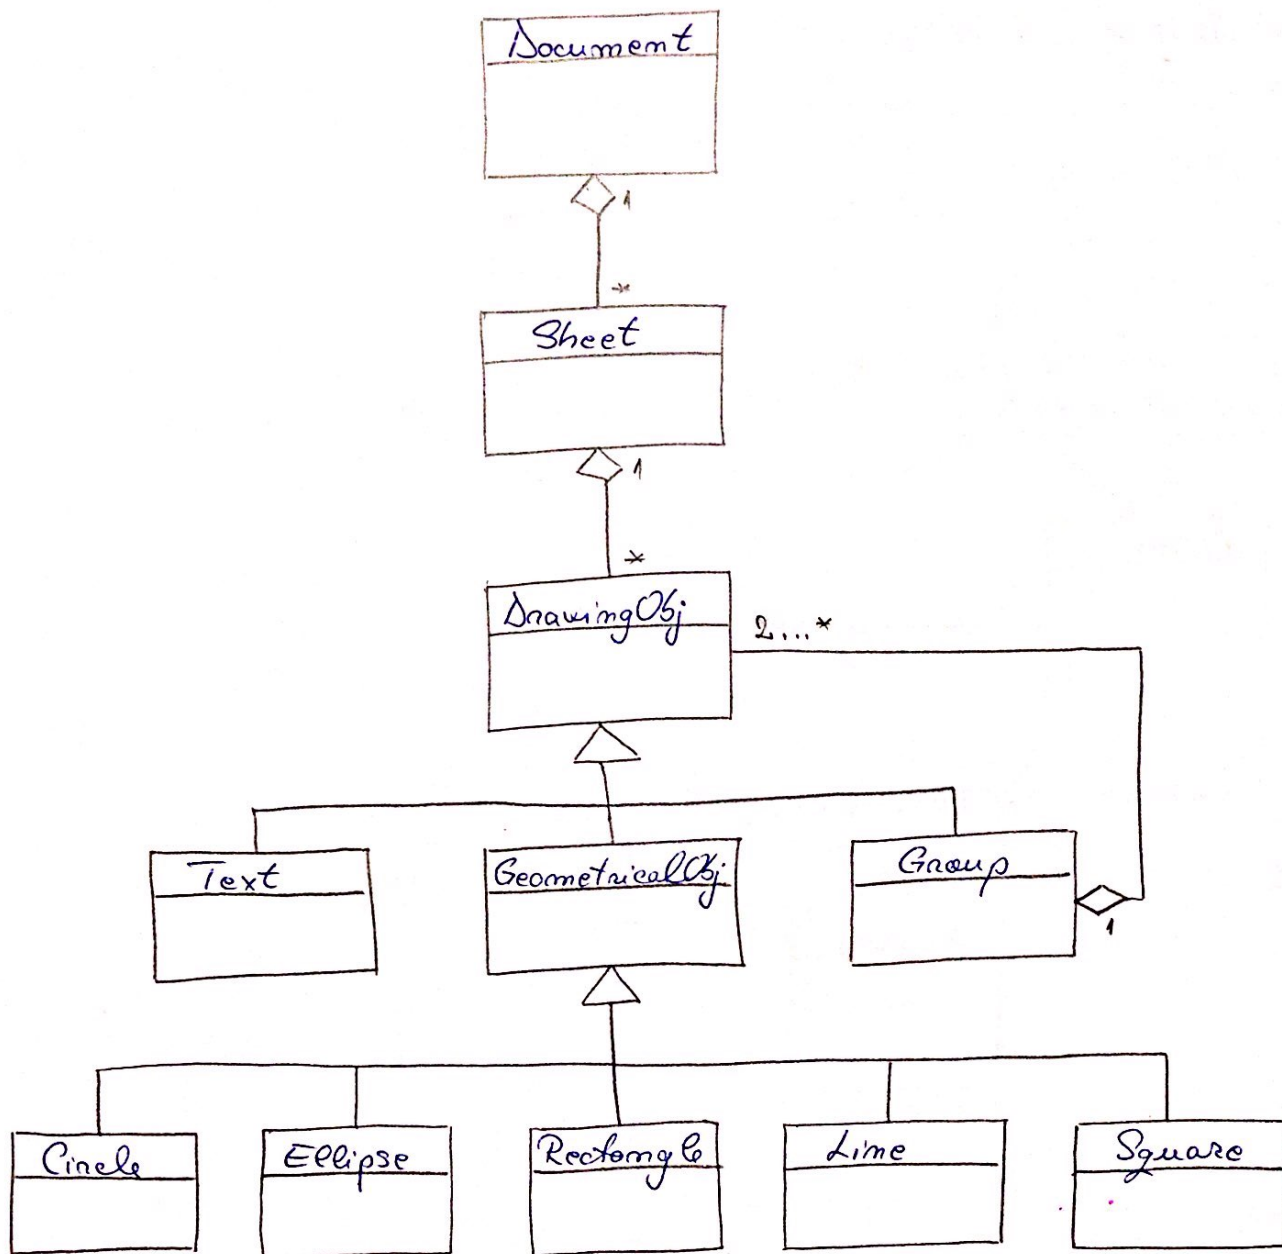 Document
1
*
Sheet
1
*
DrawingObj
2...*
Text
GeometricalObj
Group
1
Circle
Ellipse
Rectangle
Line
Square